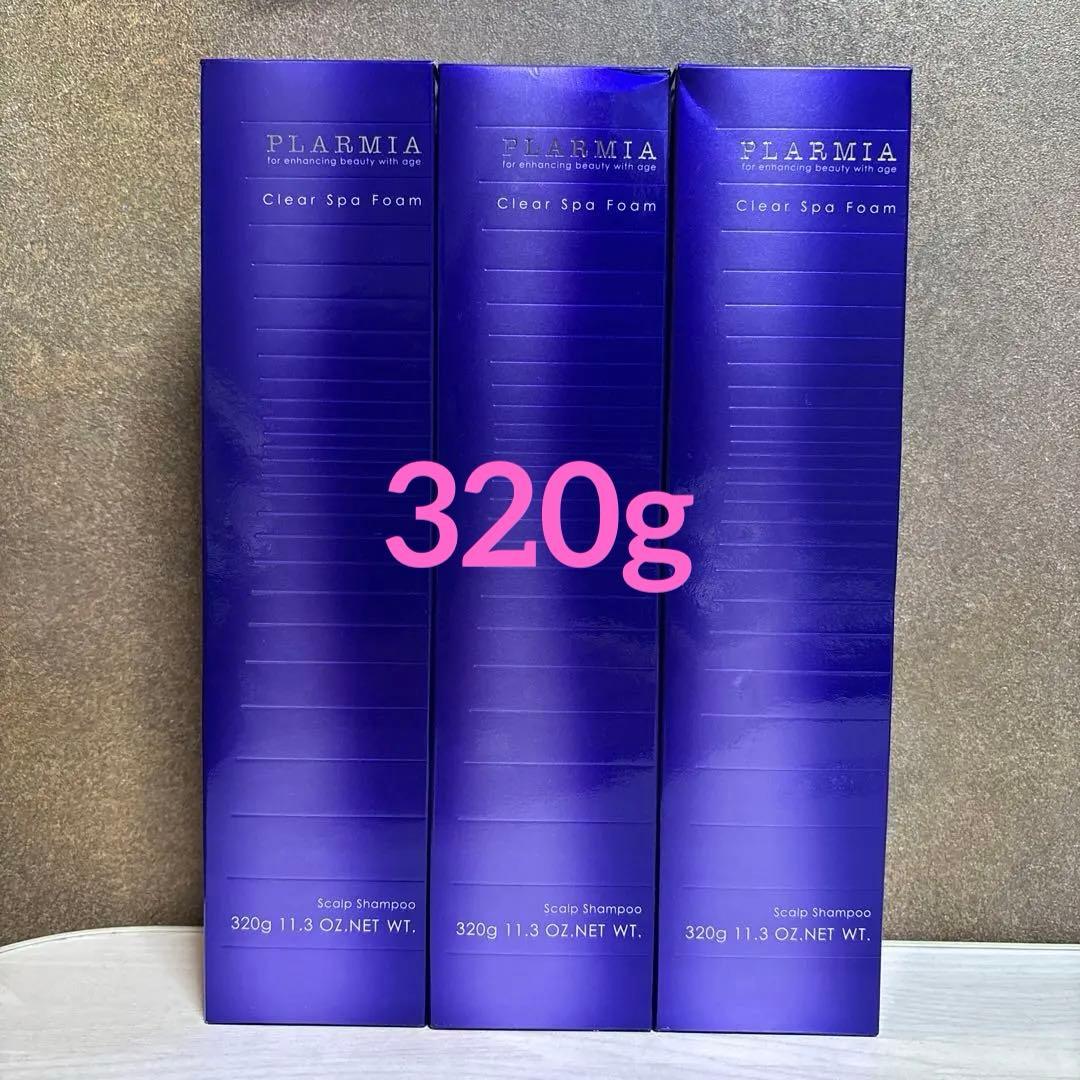 PLARMIA
for enhancing beauty with age
Clear Spa Foam
Scalp Shampoo
320g 11.3 OZ.NET WT.
PLARMIA
for enhancing beauty with age
Clear Spa Foam
Scalp Shampoo
320g 11.3 OZ.NET WT.
PLARMIA
for enhancing beauty with age
Clear Spa Foam
Scalp Shampoo
320g 11.3 OZ.NET WT.
320g